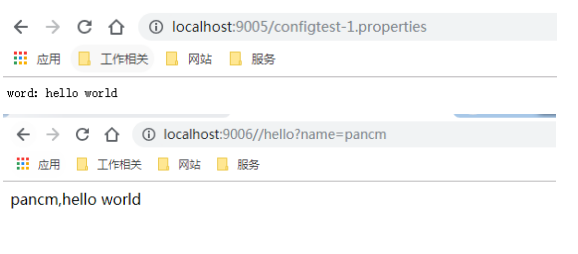 localhost:9005/configtest-1.properties
应用 工作相关 网站 服务
word: hello world
localhost:9006//hello?name=pancm
应用 工作相关 网站 服务
pancm,hello world